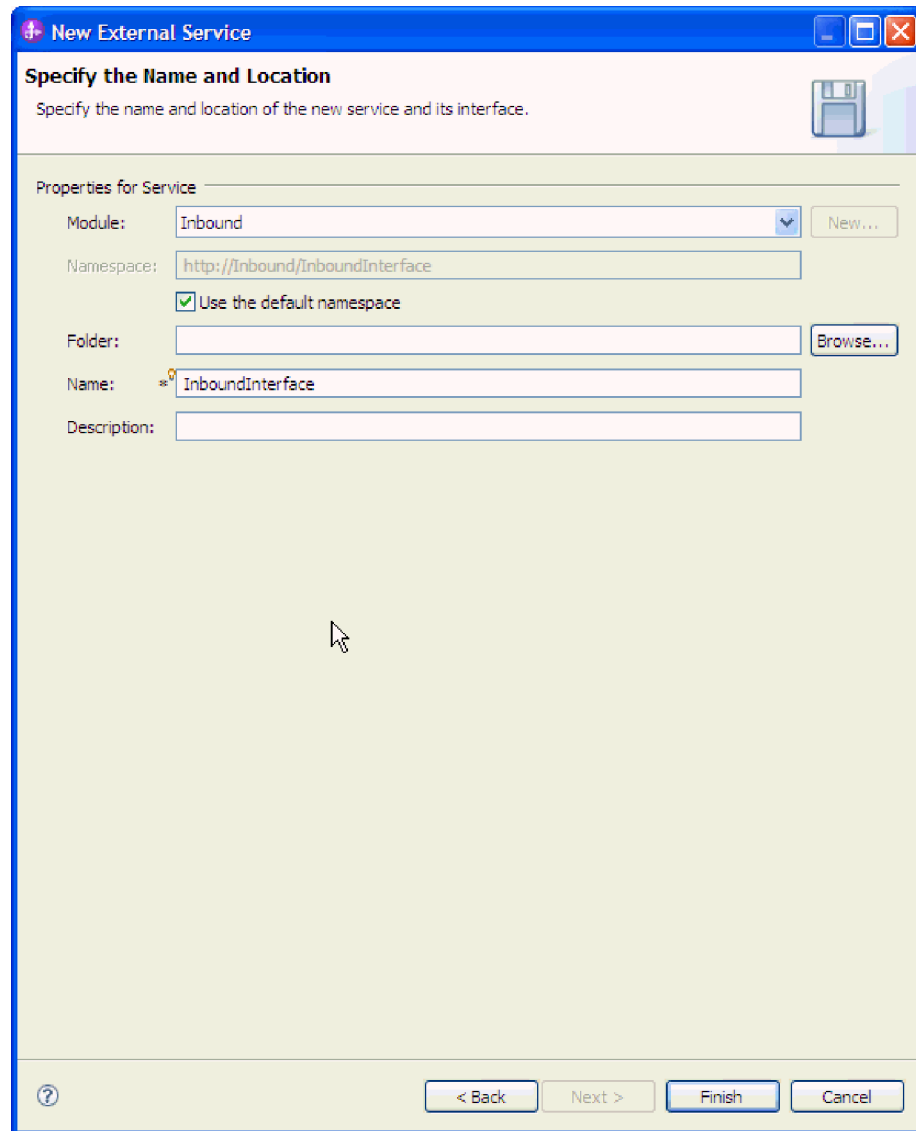 New External Service
Specify the Name and Location
Specify the name and location of the new service and its interface.
Properties for Service
Module: Inbound New...
Namespace: http://Inbound/InboundInterface
Use the default namespace
Folder: Browse...
Name: * InboundInterface
Description:
? < Back Next > Finish Cancel